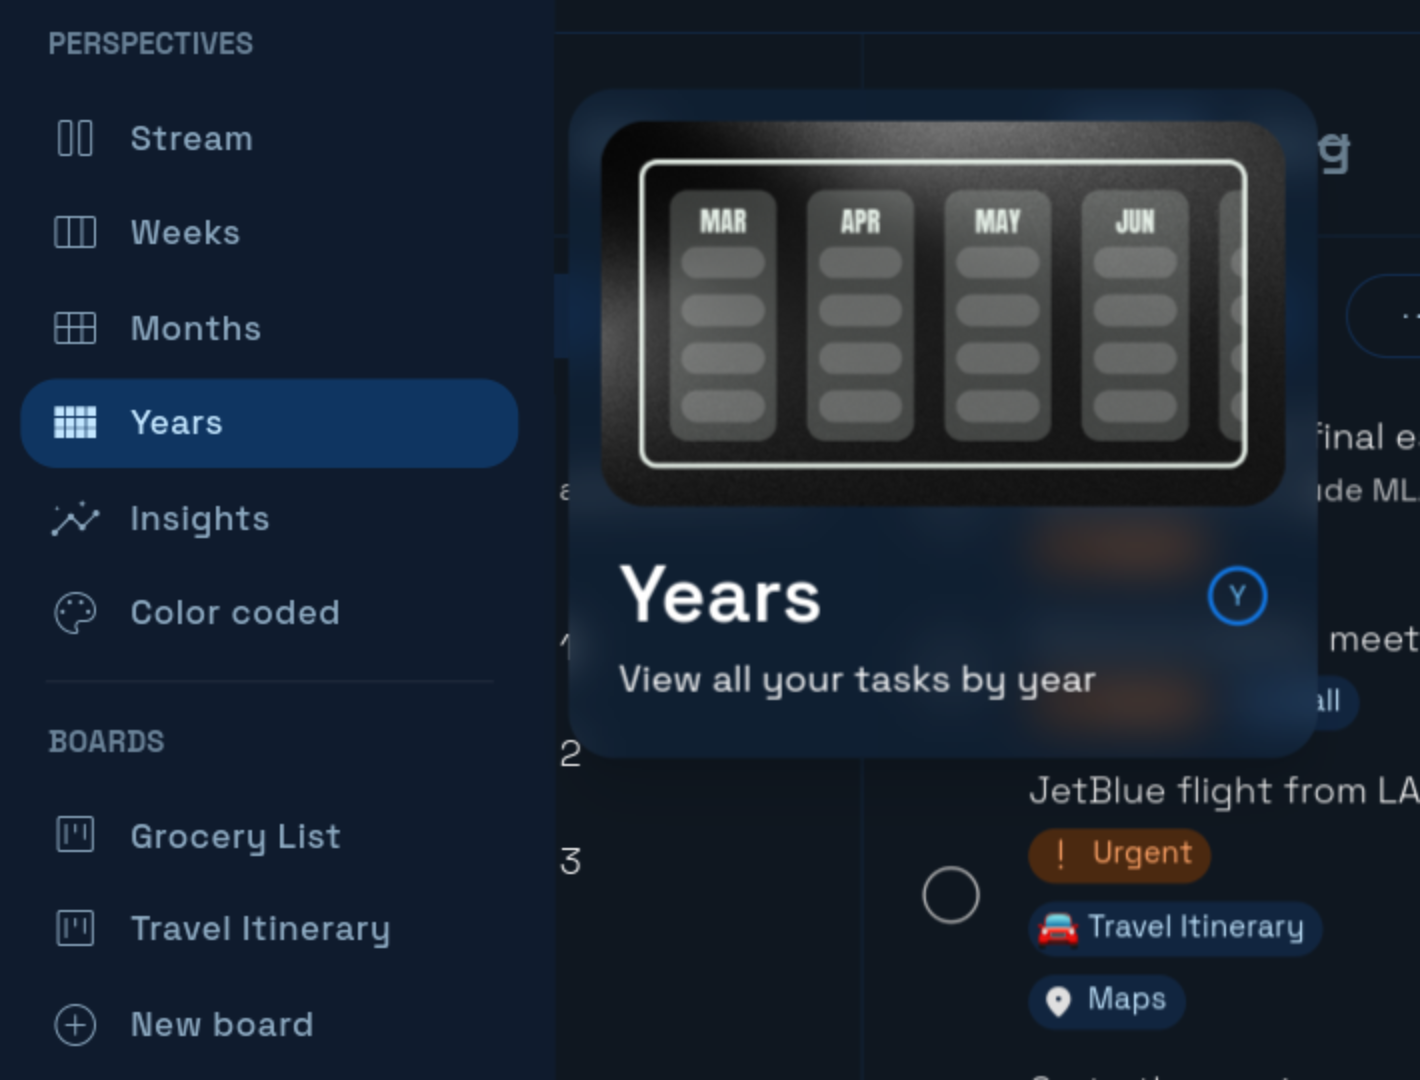 PERSPECTIVES
Stream
Weeks
Months
Years
Insights
Color coded
BOARDS
Grocery List
Travel Itinerary
New board
MAR APR MAY JUN
Years Y
View all your tasks by year
g
final e
de ML
meet
all
2
3
JetBlue flight from LA
! Urgent
Travel Itinerary
Maps